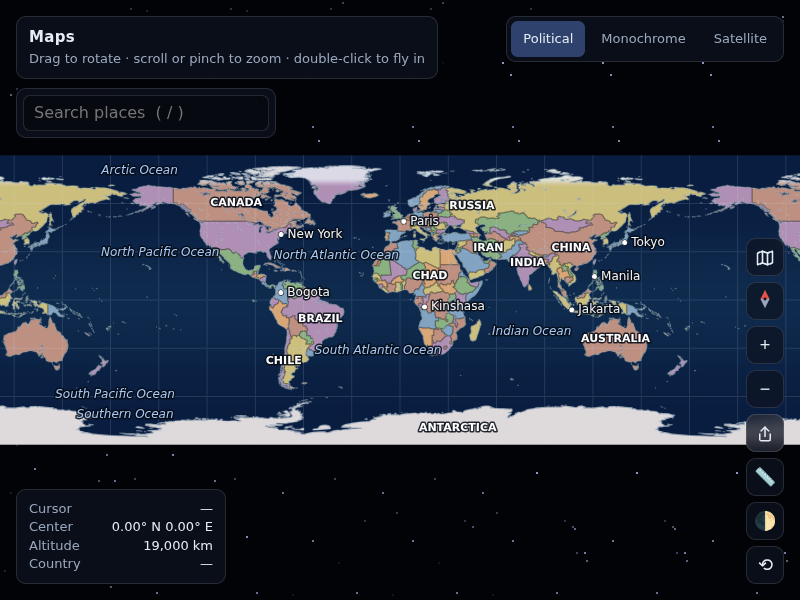 Maps
Drag to rotate · scroll or pinch to zoom · double-click to fly in
Political Monochrome Satellite
Search places ( / )
Arctic Ocean
CANADA
RUSSIA
New York
Paris
North Pacific Ocean
North Atlantic Ocean
IRAN
CHINA
Tokyo
INDIA
CHAD
Manila
Bogota
Kinshasa
Jakarta
BRAZIL
Indian Ocean
AUSTRALIA
South Atlantic Ocean
CHILE
South Pacific Ocean
Southern Ocean
ANTARCTICA
+
−
Cursor —
Center 0.00° N 0.00° E
Altitude 19,000 km
Country —